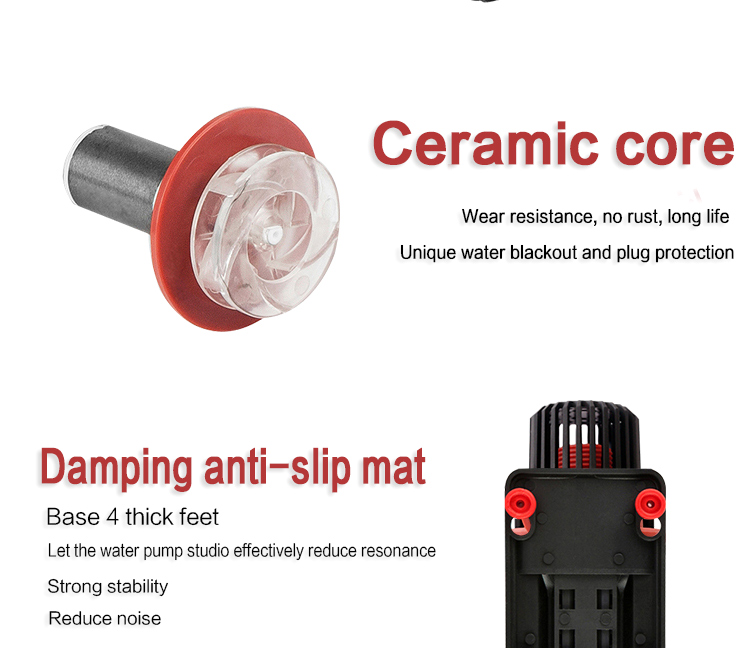 Ceramic core
Wear resistance, no rust, long life
Unique water blackout and plug protection
Damping anti-slip mat
Base 4 thick feet
Let the water pump studio effectively reduce resonance
Strong stability
Reduce noise